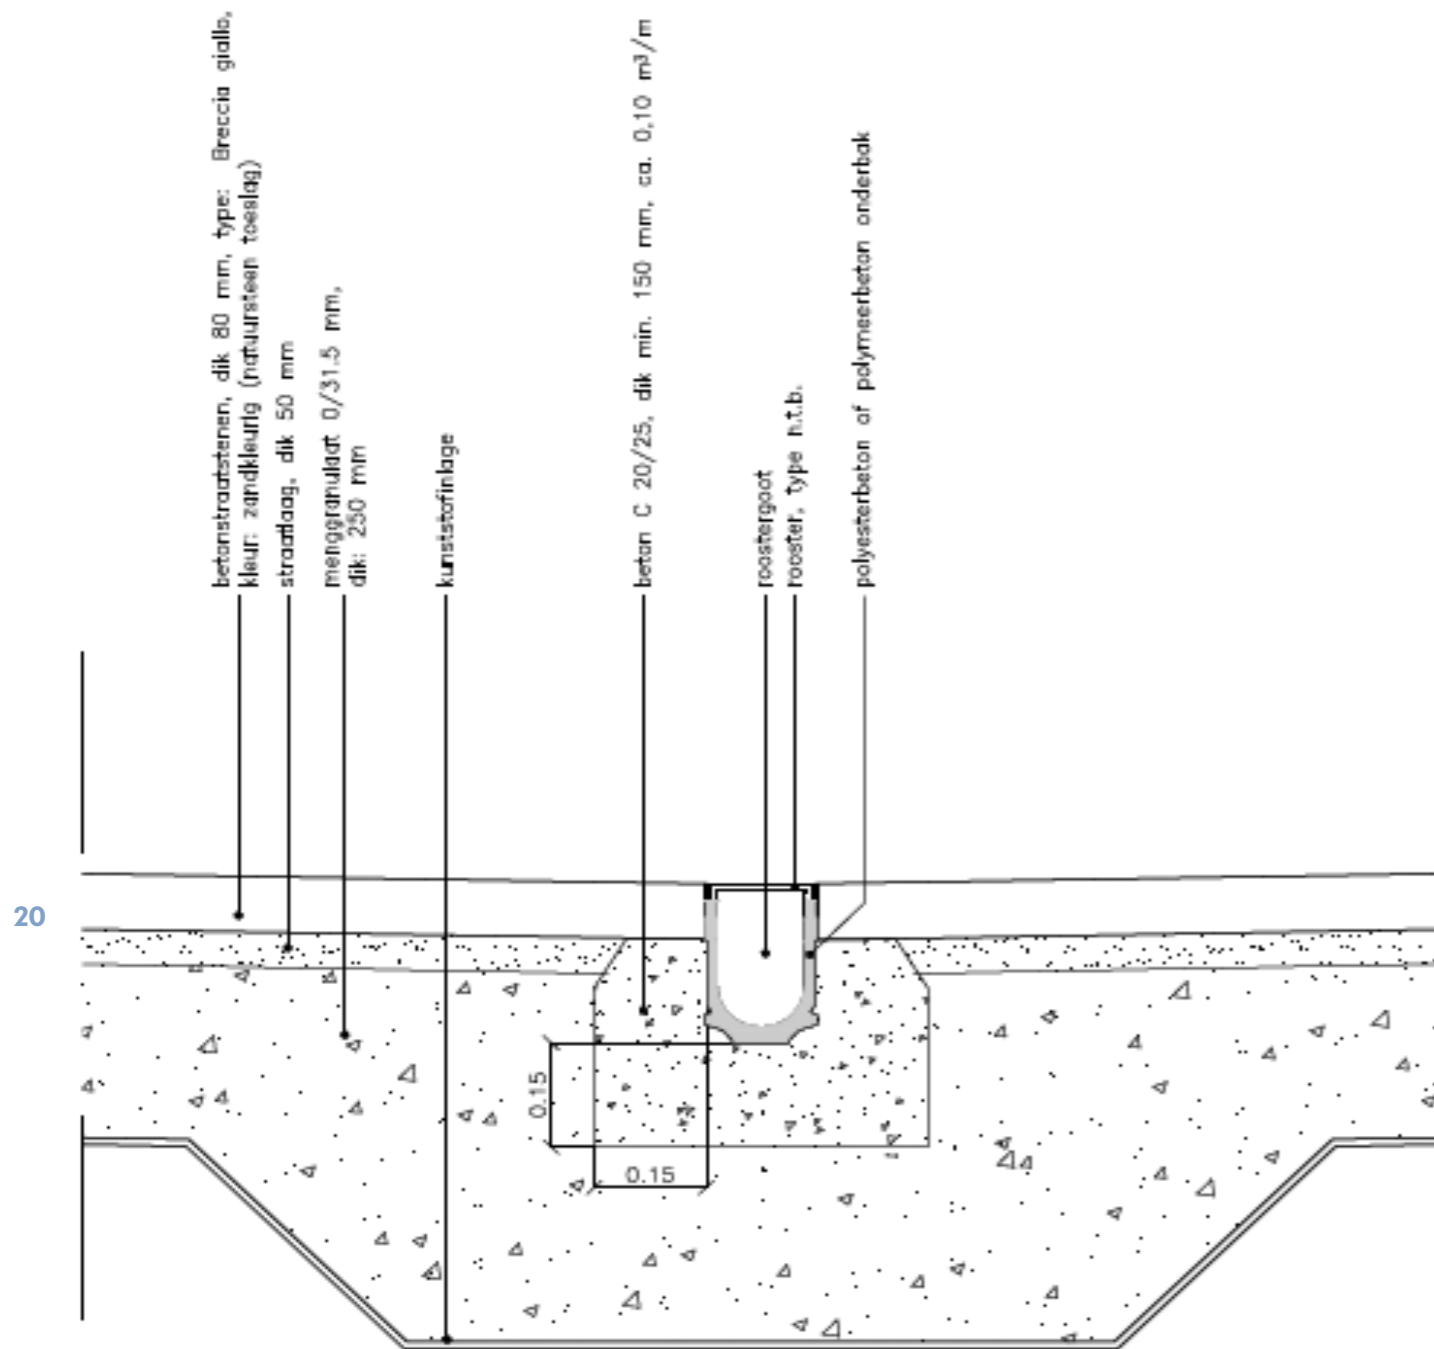 betonstraatstenen, dik 80 mm, type: Breccia giallo,
kleur: zandkleurig (natuursteen toeslag)
straatlaag, dik 50 mm
menggranulaat 0/31.5 mm,
dik: 250 mm
kunststofinlage
beton C 20/25, dik min. 150 mm, ca. 0,10 m³/m
roostergoot
rooster, type n.t.b.
polyesterbeton of polymeerbeton onderbak
20
0.15
0.15